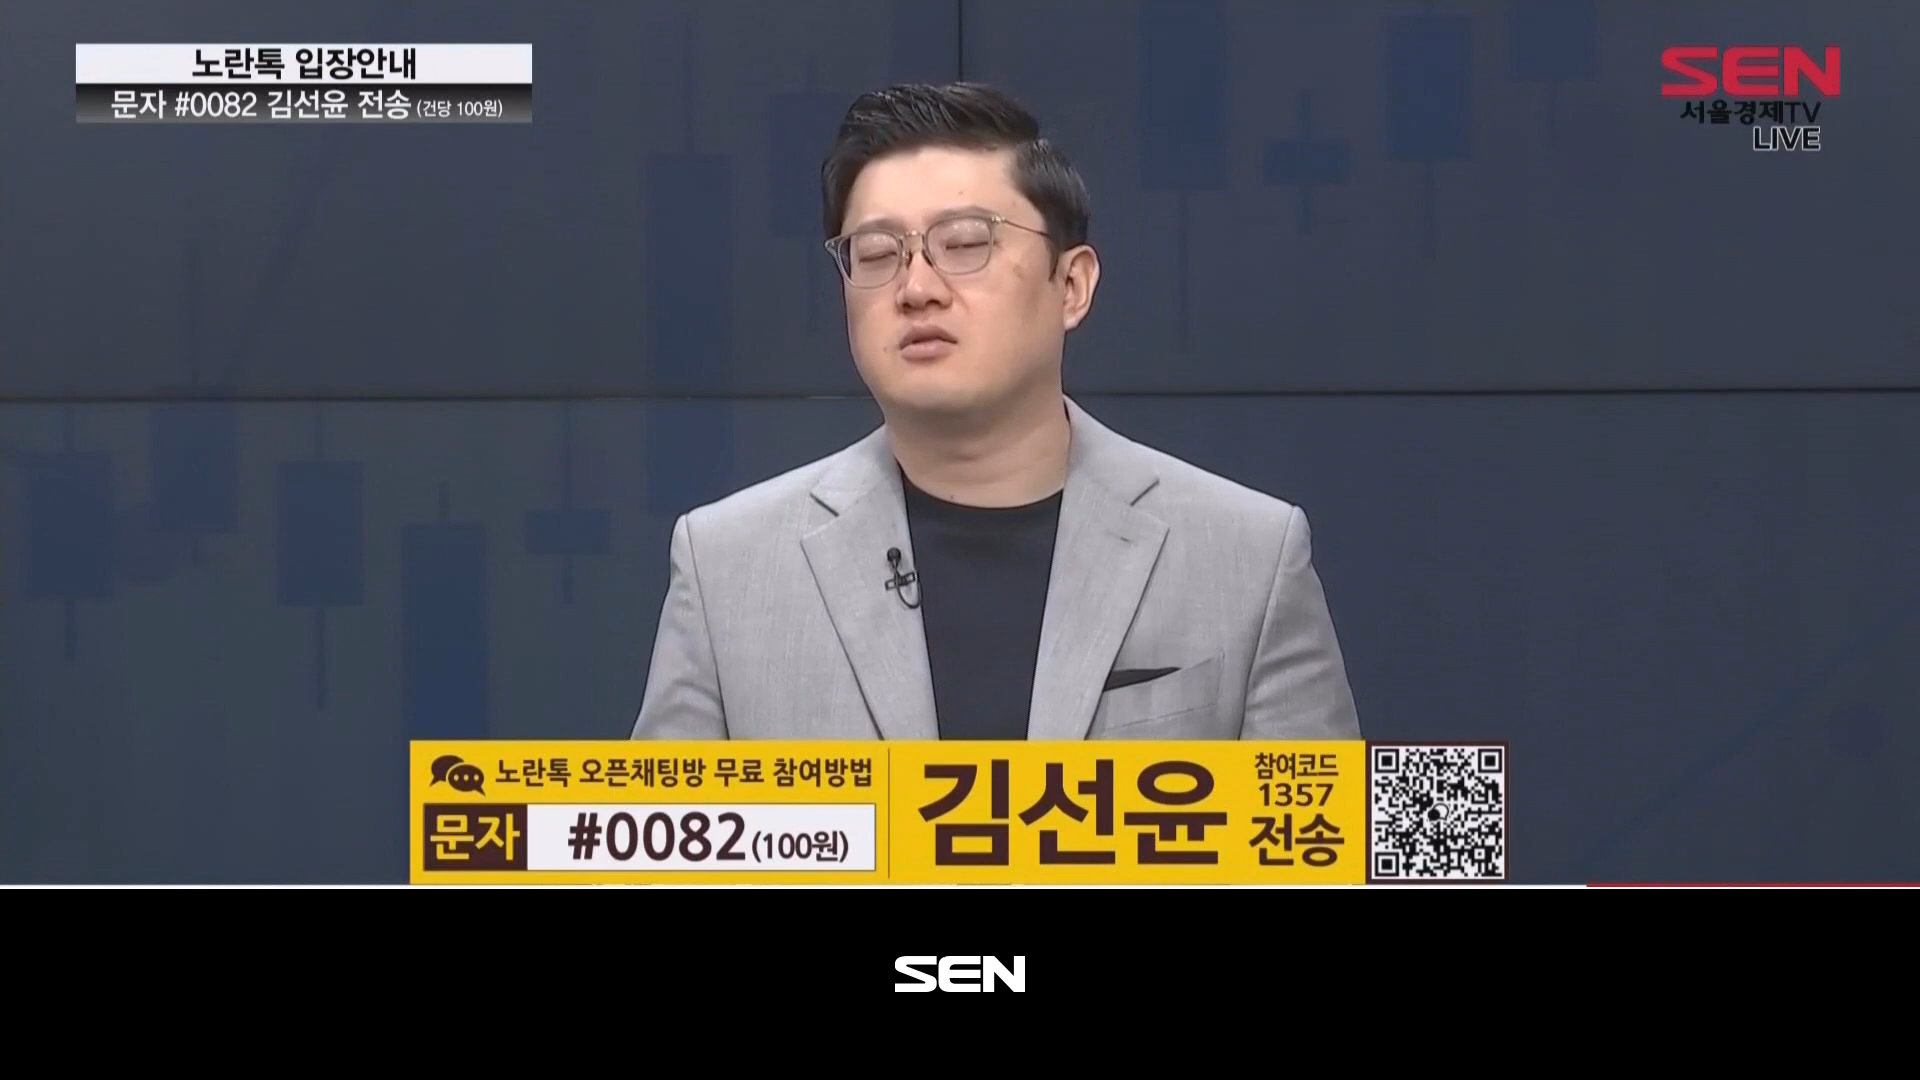 노란톡 입장안내
문자 #0082 김선윤 전송 (건당 100원)
SEN
서울경제TV
LIVE
노란톡 오픈채팅방 무료 참여방법
문자 #0082 (100원)
김선윤
참여코드
1357
전송
SEN